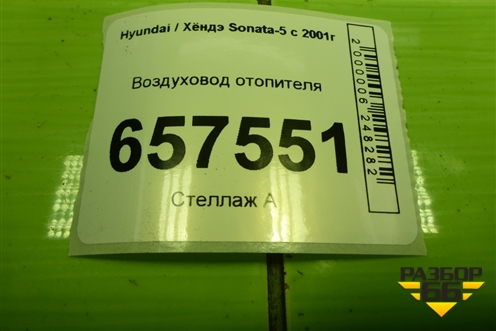 Hyundai / Хёндэ Sonata-5 с 2001г
Воздуховод отопителя
657551
Стеллаж А
2000006248282
РАЗБОР
66